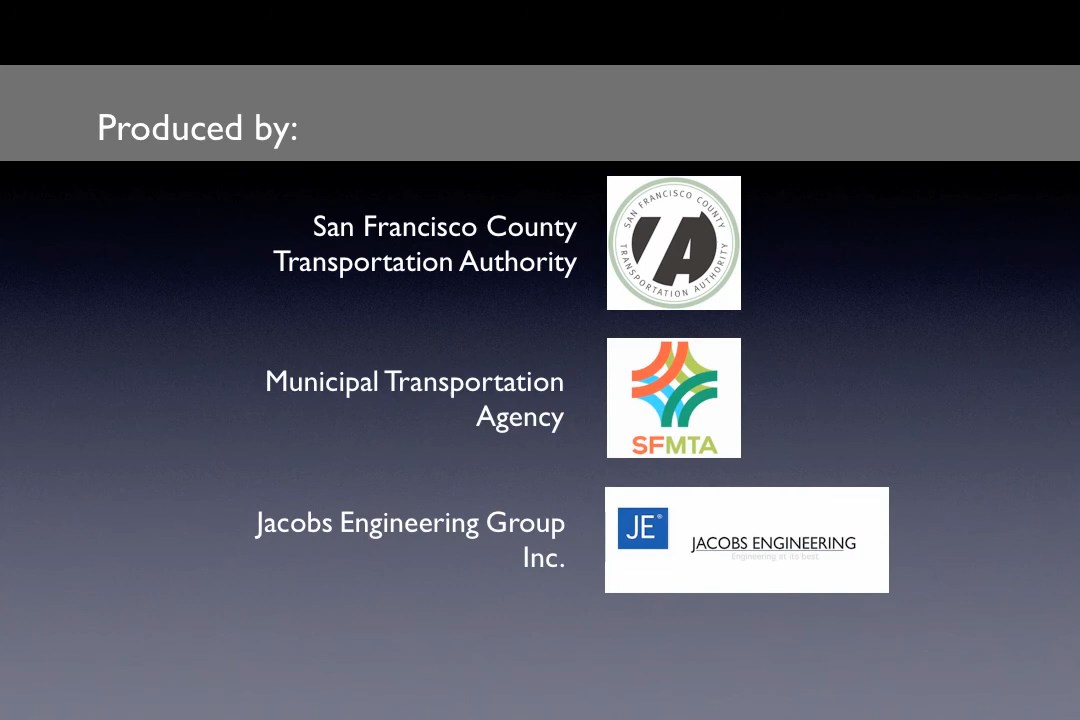 Produced by:
San Francisco County
Transportation Authority
SAN FRANCISCO COUNTY
TRANSPORTATION AUTHORITY
TA
Municipal Transportation
Agency
SFMTA
Jacobs Engineering Group
Inc.
JE®
JACOBS ENGINEERING
Engineering at its best